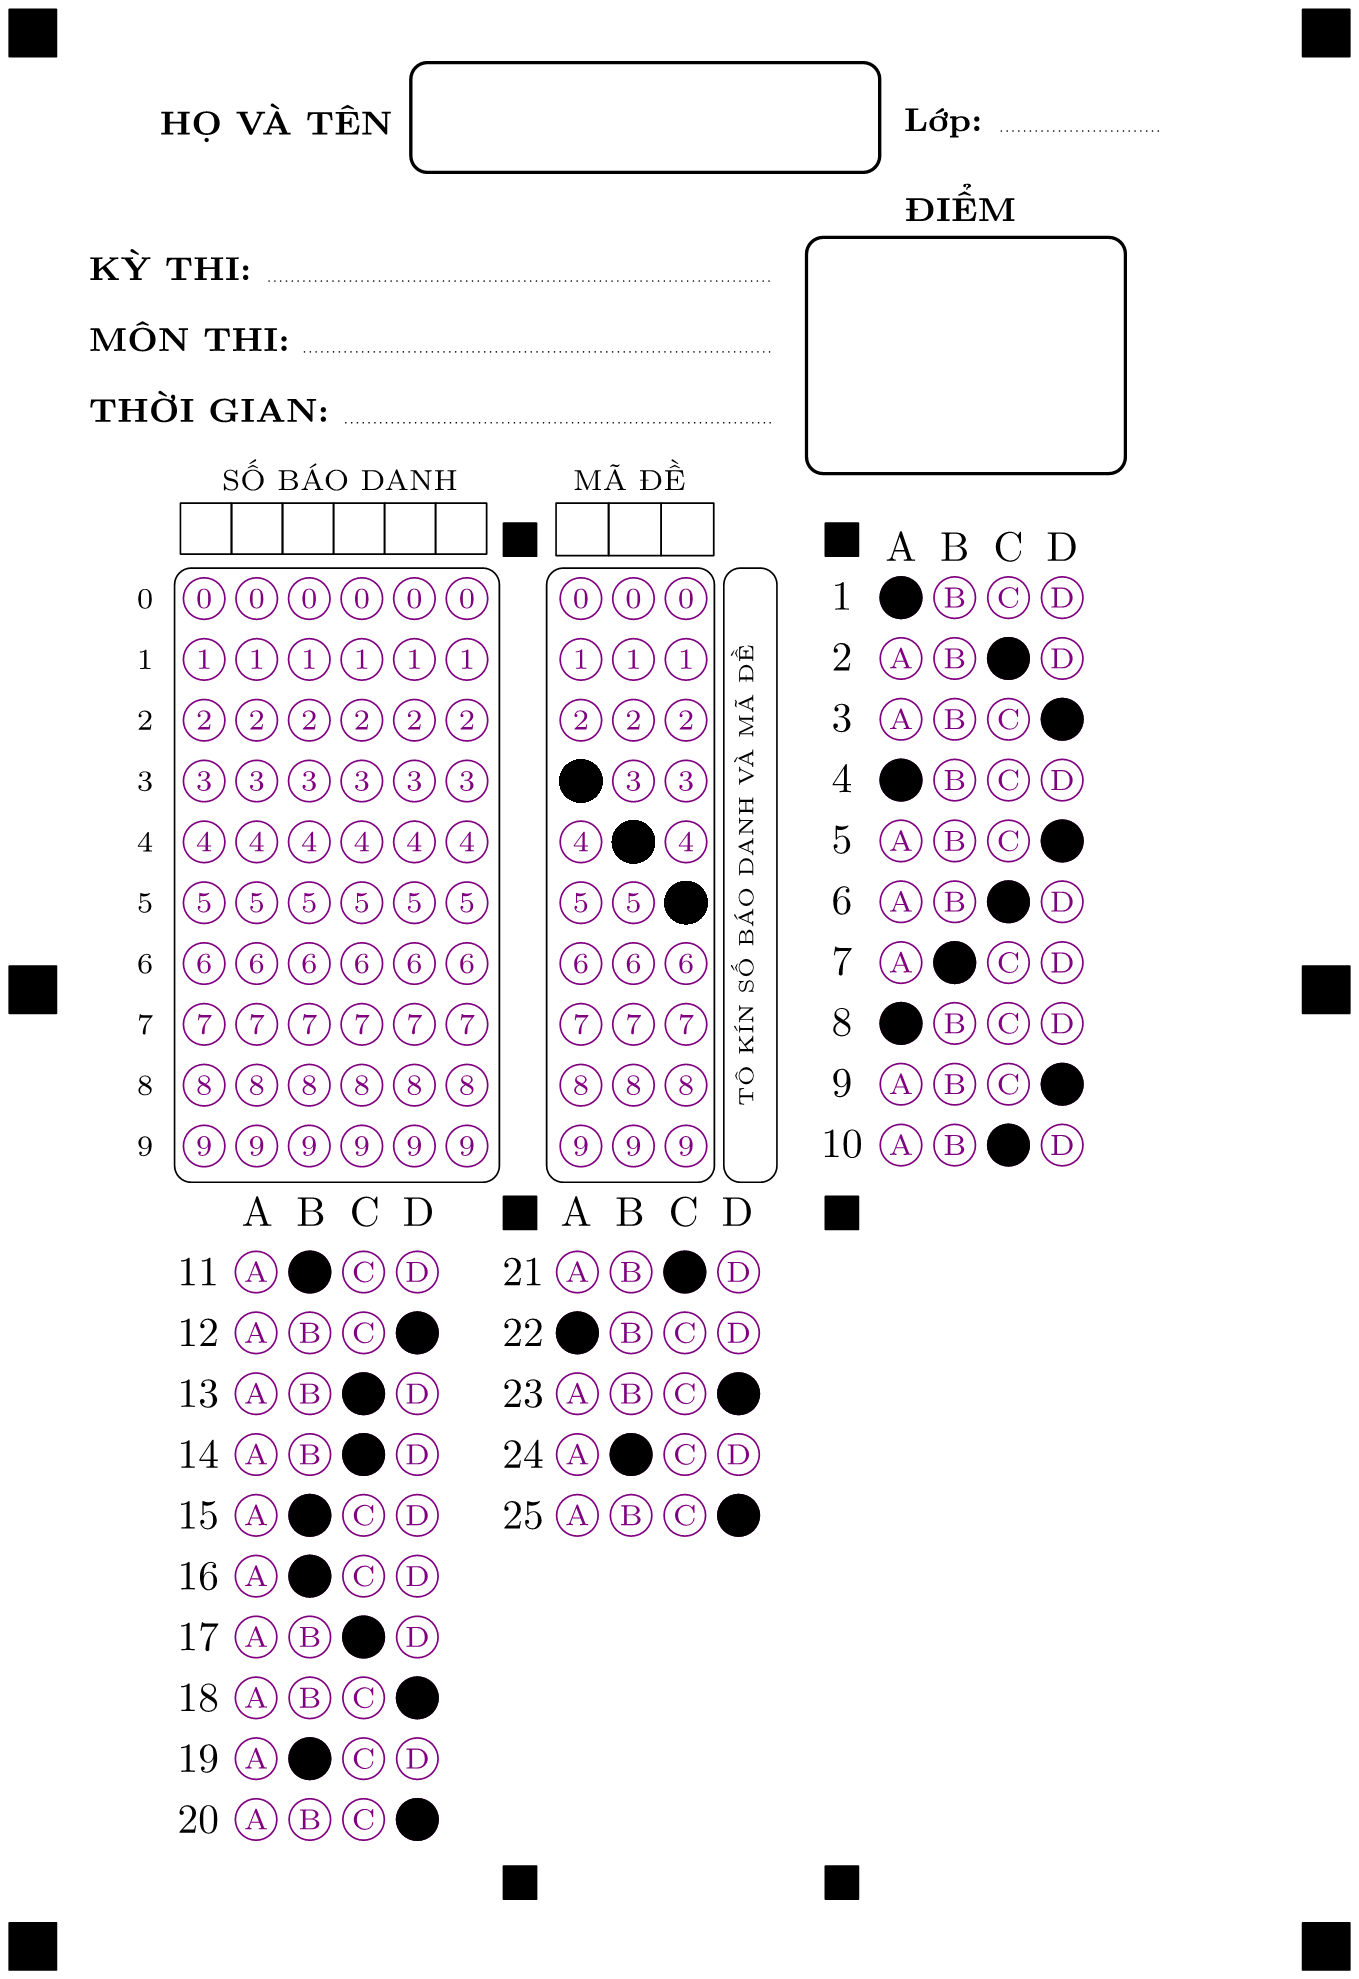 HỌ VÀ TÊN
Lớp:
ĐIỂM
KỲ THI:
MÔN THI:
THỜI GIAN:
SỐ BÁO DANH
MÃ ĐỀ
0 0 0 0 0 0 0 0 0 0
1 1 1 1 1 1 1 1 1 1
2 2 2 2 2 2 2 2 2 2
3 3 3 3 3 3 3 3 3
4 4 4 4 4 4 4 4 4
5 5 5 5 5 5 5 5 5
6 6 6 6 6 6 6 6 6 6
7 7 7 7 7 7 7 7 7 7
8 8 8 8 8 8 8 8 8 8
9 9 9 9 9 9 9 9 9 9
TÔ KÍN SỐ BÁO DANH VÀ MÃ ĐỀ
A B C D
1 B C D
2 A B D
3 A B C
4 B C D
5 A B C
6 A B D
7 A C D
8 B C D
9 A B C
10 A B D
A B C D
11 A C D
12 A B C
13 A B D
14 A B D
15 A C D
16 A C D
17 A B D
18 A B C
19 A C D
20 A B C
A B C D
21 A B D
22 B C D
23 A B C
24 A C D
25 A B C